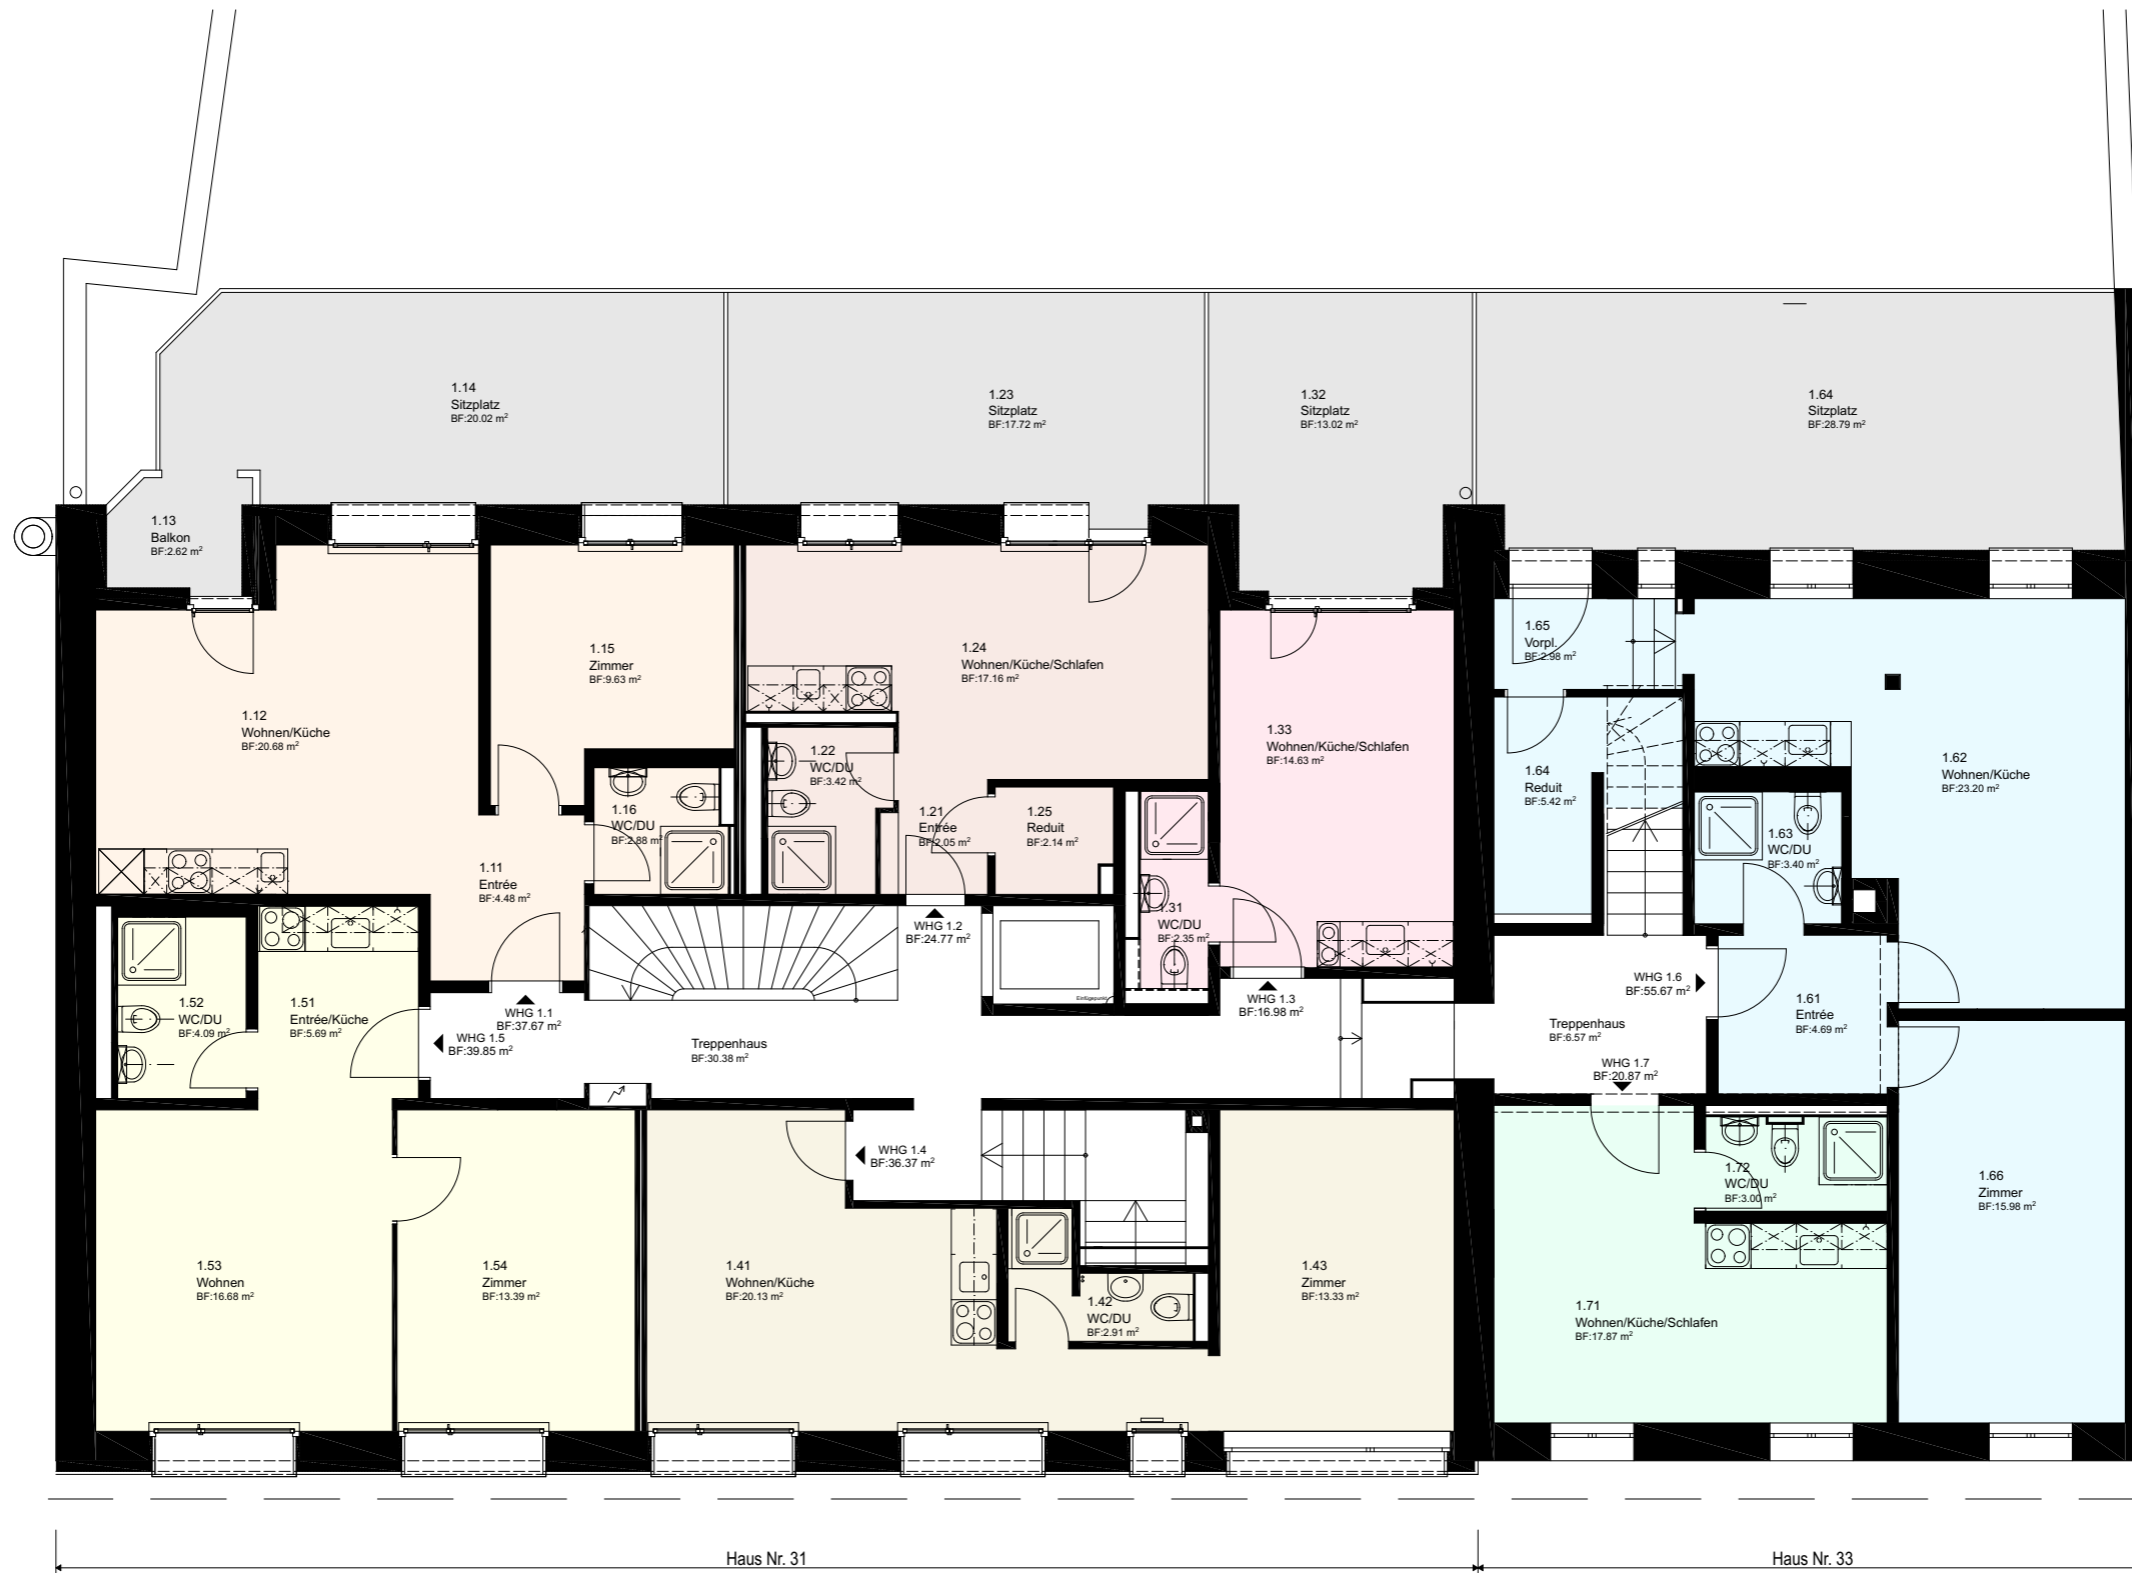 1.14
Sitzplatz
BF:20.02 m²
1.23
Sitzplatz
BF:17.72 m²
1.32
Sitzplatz
BF:13.02 m²
1.64
Sitzplatz
BF:28.79 m²
1.13
Balkon
BF:2.62 m²
1.12
Wohnen/Küche
BF:20.68 m²
1.15
Zimmer
BF:9.63 m²
1.24
Wohnen/Küche/Schlafen
BF:17.16 m²
1.33
Wohnen/Küche/Schlafen
BF:14.63 m²
1.65
Vorpl.
BF:2.98 m²
1.64
Reduit
BF:5.42 m²
1.62
Wohnen/Küche
BF:23.20 m²
1.22
WC/DU
BF:3.42 m²
1.16
WC/DU
BF:2.88 m²
1.21
Entrée
BF:2.05 m²
1.25
Reduit
BF:2.14 m²
1.63
WC/DU
BF:3.40 m²
1.11
Entrée
BF:4.48 m²
1.31
WC/DU
BF:2.35 m²
WHG 1.2
BF:24.77 m²
Einstiegspunkt
1.52
WC/DU
BF:4.09 m²
1.51
Entrée/Küche
BF:5.69 m²
WHG 1.1
BF:37.67 m²
WHG 1.5
BF:39.85 m²
Treppenhaus
BF:30.38 m²
WHG 1.3
BF:16.98 m²
WHG 1.6
BF:55.67 m²
1.61
Entrée
BF:4.69 m²
Treppenhaus
BF:6.57 m²
WHG 1.7
BF:20.87 m²
WHG 1.4
BF:36.37 m²
1.72
WC/DU
BF:3.00 m²
1.66
Zimmer
BF:15.98 m²
1.53
Wohnen
BF:16.68 m²
1.54
Zimmer
BF:13.39 m²
1.41
Wohnen/Küche
BF:20.13 m²
1.42
WC/DU
BF:2.91 m²
1.43
Zimmer
BF:13.33 m²
1.71
Wohnen/Küche/Schlafen
BF:17.87 m²
Haus Nr. 31
Haus Nr. 33